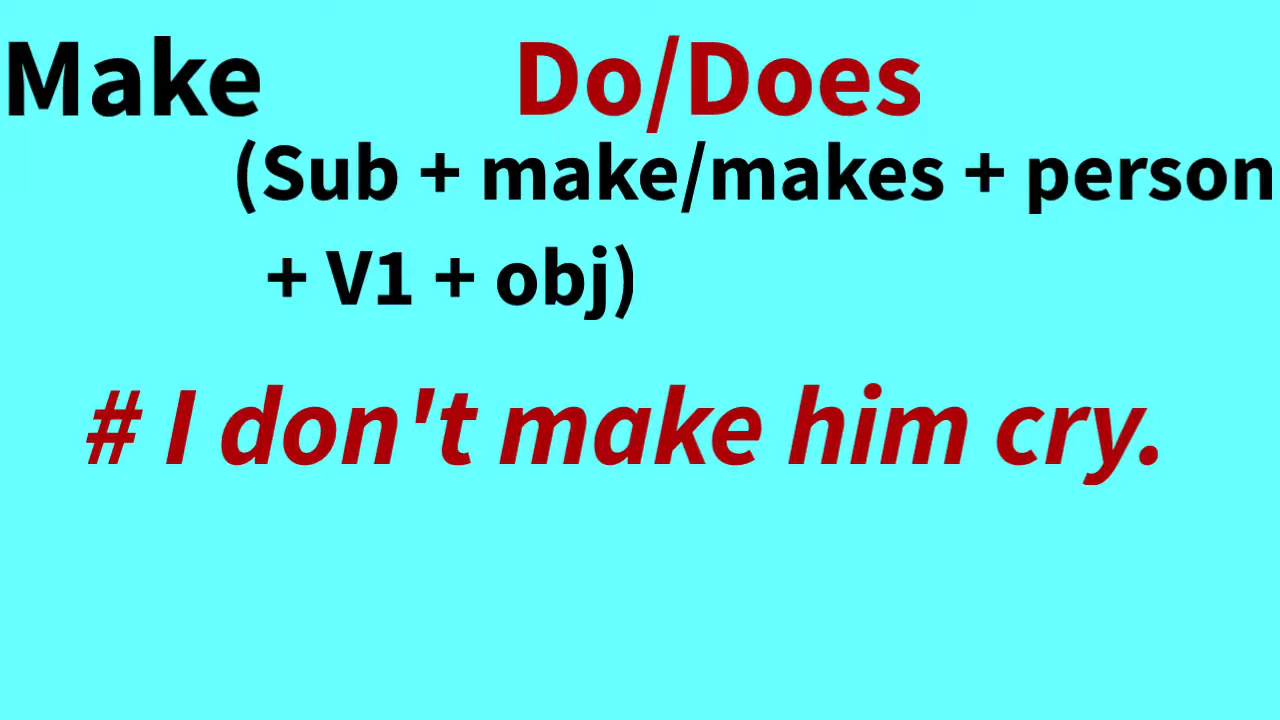 Make Do/Does
(Sub + make/makes + person
+ V1 + obj)
# I don't make him cry.